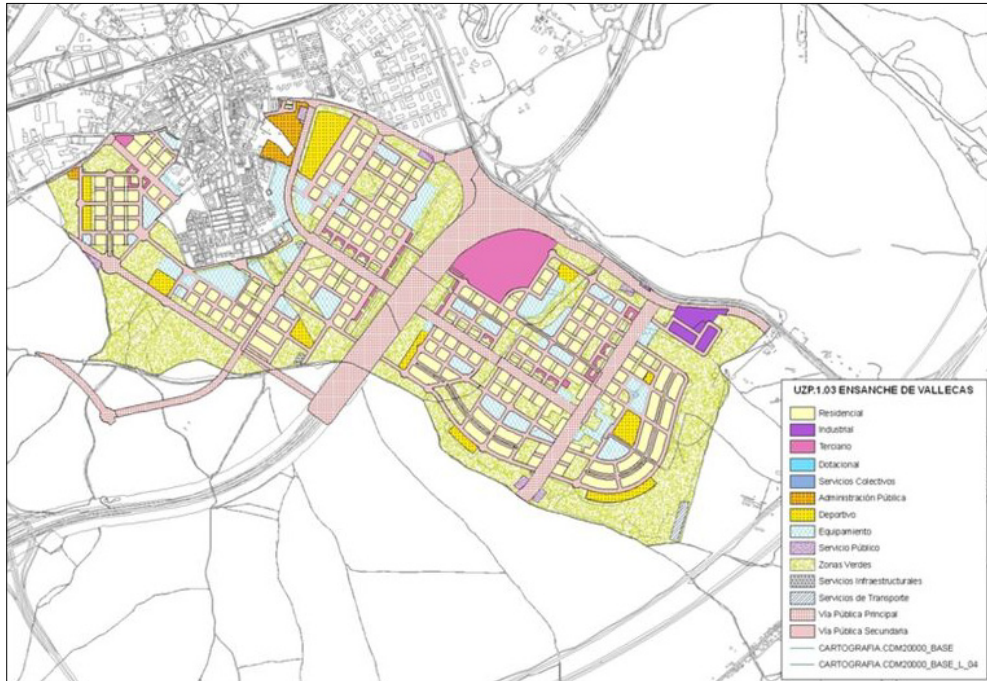 UZP.1.03 ENSANCHE DE VALLECAS
Residencial
Industrial
Terciario
Dotacional
Servicios Colectivos
Administración Pública
Deportivo
Equipamiento
Servicio Público
Zonas Verdes
Servicios Infraestructurales
Servicios de Transporte
Vía Pública Principal
Vía Pública Secundaria
CARTOGRAFIA.CDM20000_BASE
CARTOGRAFIA.CDM20000_BASE_L_04